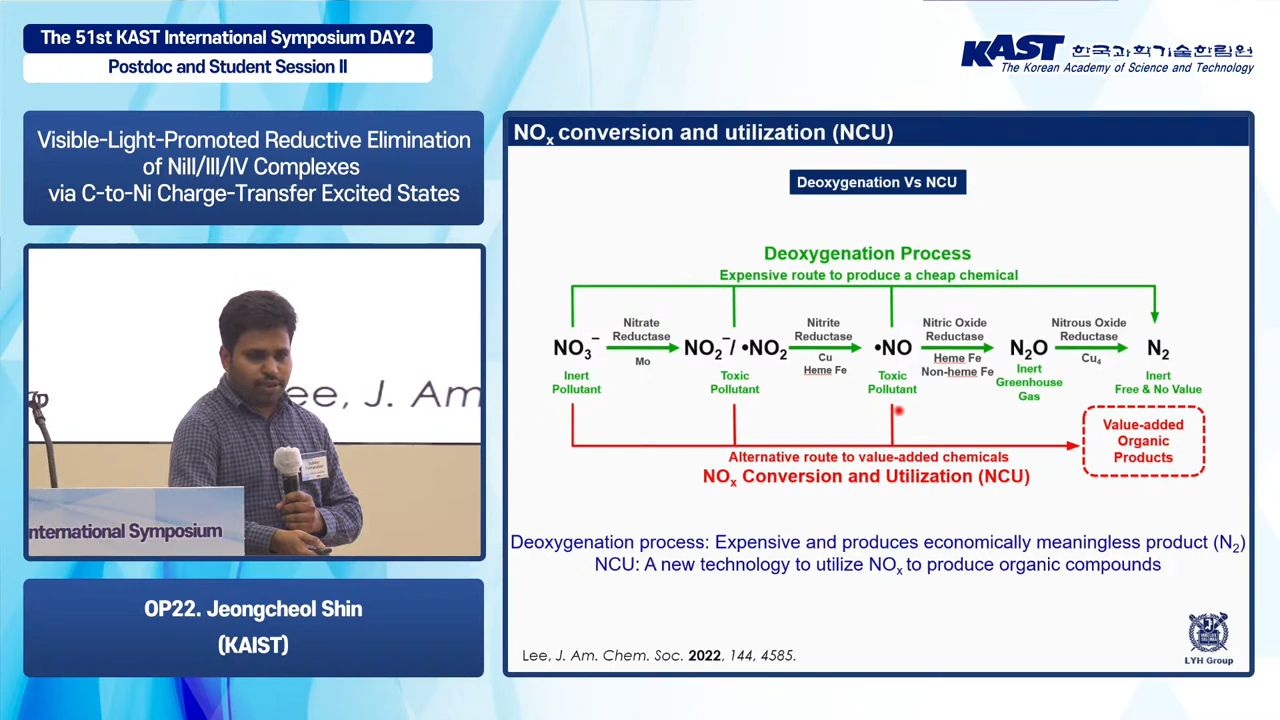 The 51st KAST International Symposium DAY2
Postdoc and Student Session II
KAST 한국과학기술한림원
The Korean Academy of Science and Technology
Visible-Light-Promoted Reductive Elimination
of NiII/III/IV Complexes
via C-to-Ni Charge-Transfer Excited States
ee, J. Am
nternational Symposium
OP22. Jeongcheol Shin
(KAIST)
NOx conversion and utilization (NCU)
Deoxygenation Vs NCU
Deoxygenation Process
Expensive route to produce a cheap chemical
NO3− Nitrate Reductase Mo NO2−/ •NO2 Nitrite Reductase Cu Heme Fe •NO Nitric Oxide Reductase Heme Fe Non-heme Fe N2O Nitrous Oxide Reductase Cu4 N2
Inert Pollutant
Toxic Pollutant
Toxic Pollutant
Inert Greenhouse Gas
Inert Free & No Value
Value-added
Organic
Products
Alternative route to value-added chemicals
NOx Conversion and Utilization (NCU)
Deoxygenation process: Expensive and produces economically meaningless product (N2)
NCU: A new technology to utilize NOx to produce organic compounds
Lee, J. Am. Chem. Soc. 2022, 144, 4585.
LYH Group